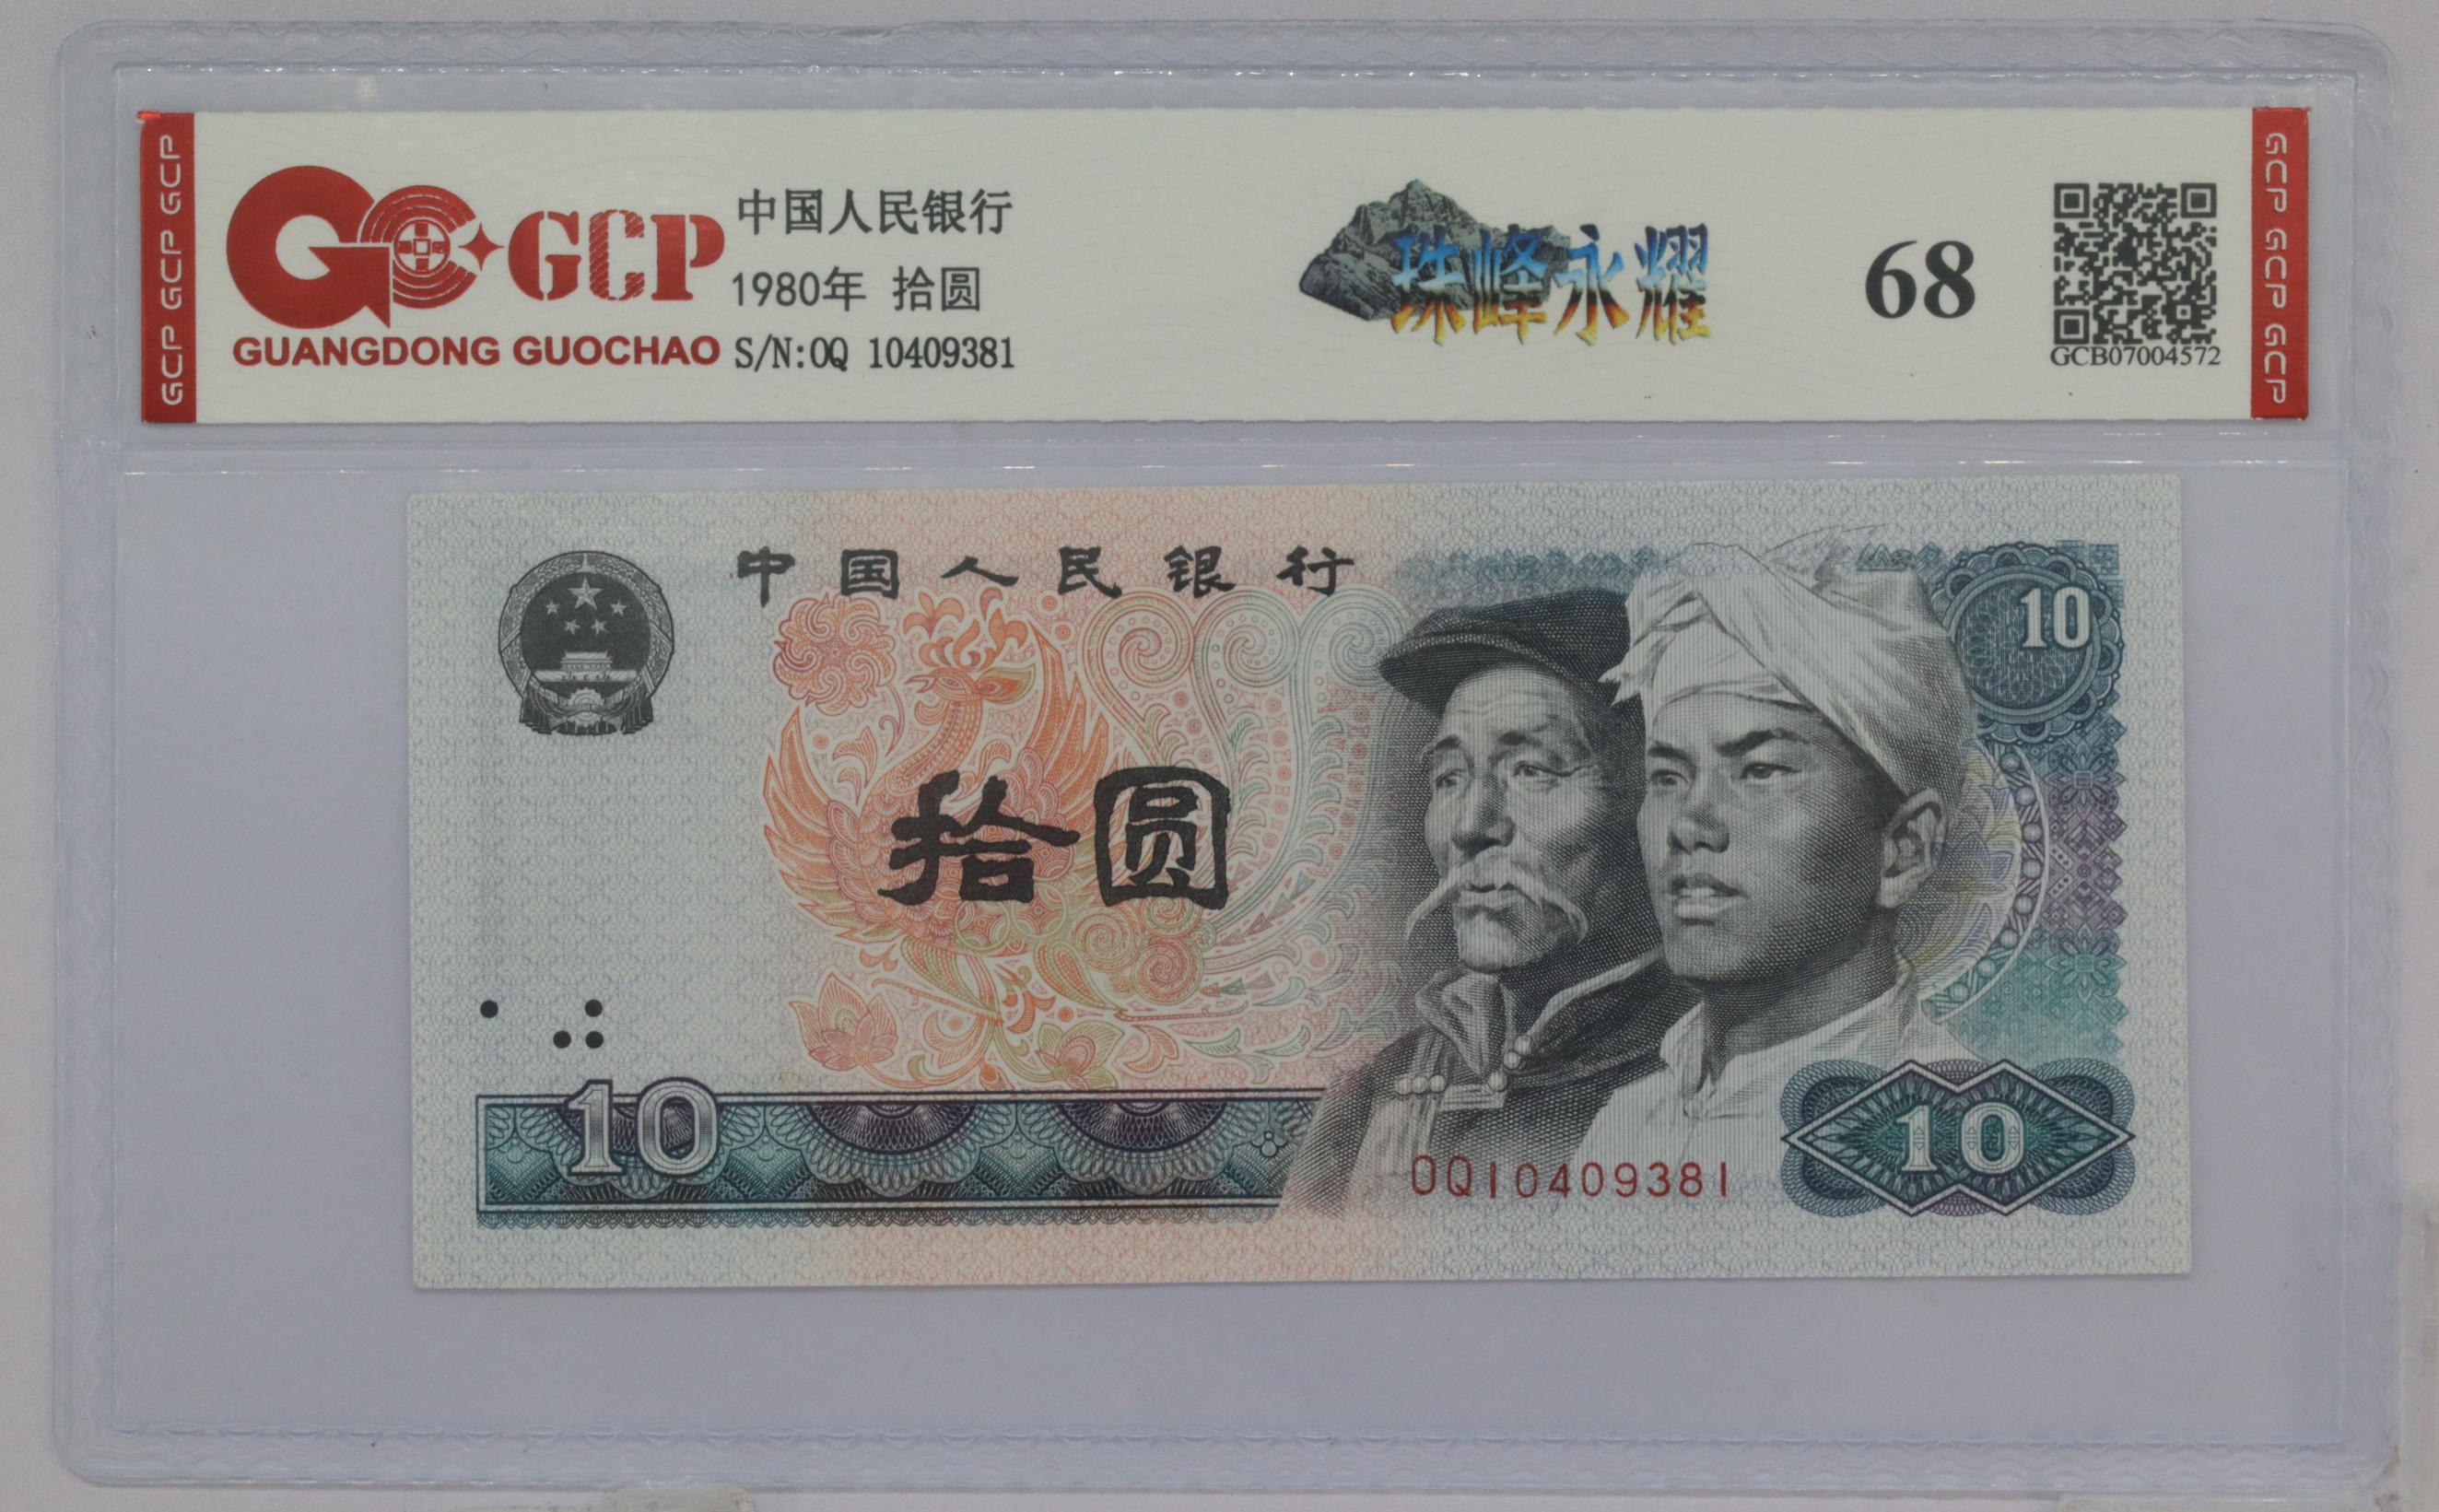 GCP GCP GCP
GCP
GUANGDONG GUOCHAO
中国人民银行
1980年 拾圆
S/N:OQ 10409381
珠峰永耀
68
GCB07004572
GCP GCP GCP
中国人民银行
10
拾圆
10
OQ10409381
10